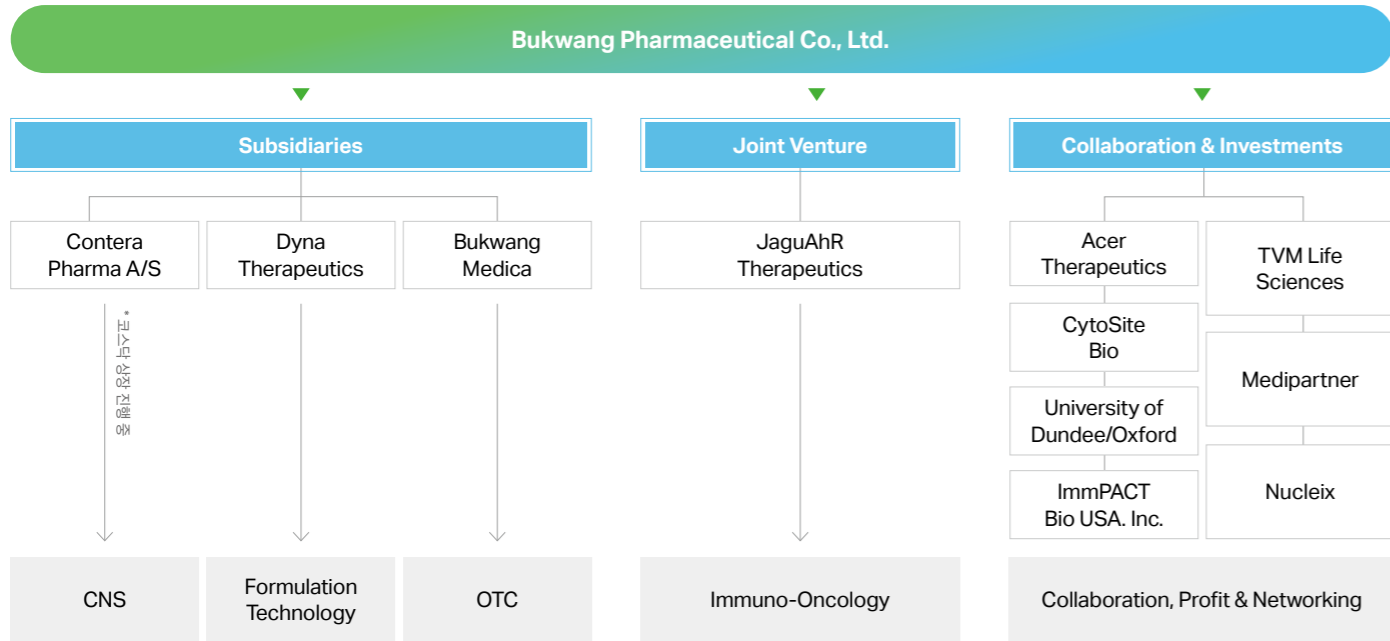 Bukwang Pharmaceutical Co., Ltd.
Subsidiaries
Joint Venture
Collaboration & Investments
Contera
Pharma A/S
Dyna
Therapeutics
Bukwang
Medica
JaguAhR
Therapeutics
Acer
Therapeutics
TVM Life
Sciences
CytoSite
Bio
Medipartner
University of
Dundee/Oxford
ImmPACT
Bio USA. Inc.
Nucleix
* 코스닥 상장 진행 중
CNS
Formulation
Technology
OTC
Immuno-Oncology
Collaboration, Profit & Networking